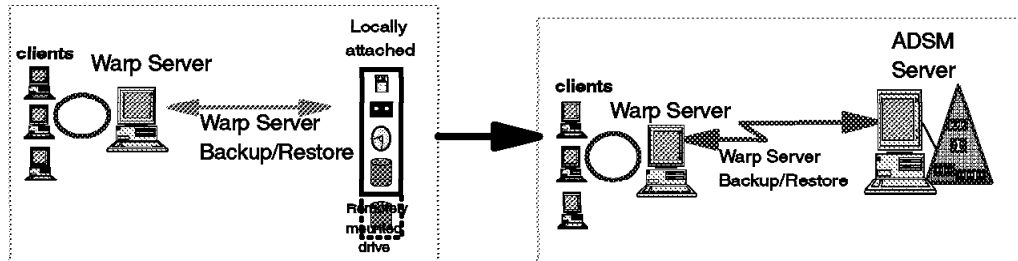 clients
Warp Server
Locally
attached
Warp Server
Backup/Restore
Remotely
mounted
drive
clients
Warp Server
Warp Server
Backup/Restore
ADSM
Server